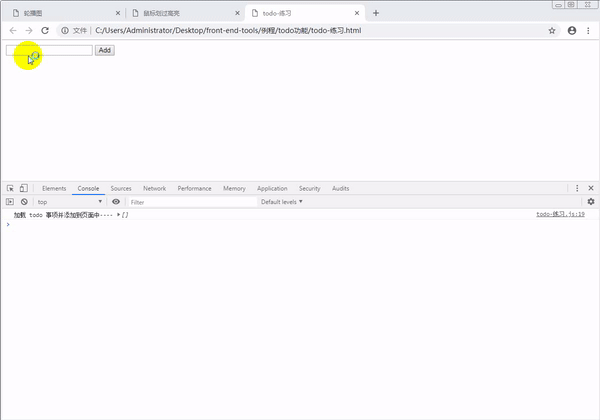 轮播图
鼠标划过高亮
todo-练习
文件 C:/Users/Administrator/Desktop/front-end-tools/例程/todo功能/todo-练习.html
Add
Elements Console Sources Network Performance Memory Application Security Audits
top Filter Default levels
加载 todo 事项并添加到页面中---- []
todo-练习.js:19